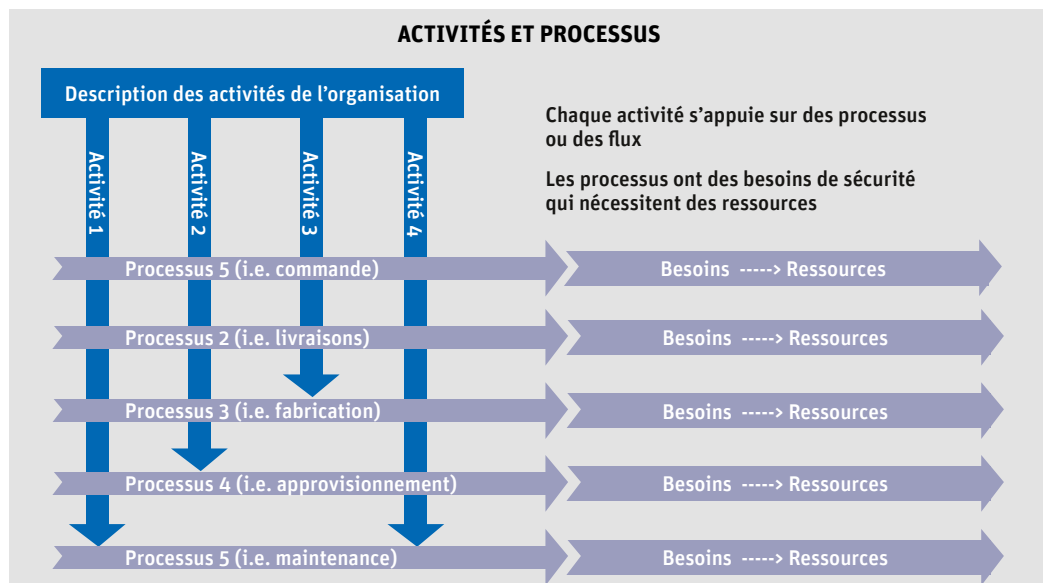 ACTIVITÉS ET PROCESSUS
Description des activités de l’organisation
Chaque activité s’appuie sur des processus
ou des flux
Les processus ont des besoins de sécurité
qui nécessitent des ressources
Activité 1
Activité 2
Activité 3
Activité 4
Processus 5 (i.e. commande)
Besoins -----> Ressources
Processus 2 (i.e. livraisons)
Besoins -----> Ressources
Processus 3 (i.e. fabrication)
Besoins -----> Ressources
Processus 4 (i.e. approvisionnement)
Besoins -----> Ressources
Processus 5 (i.e. maintenance)
Besoins -----> Ressources